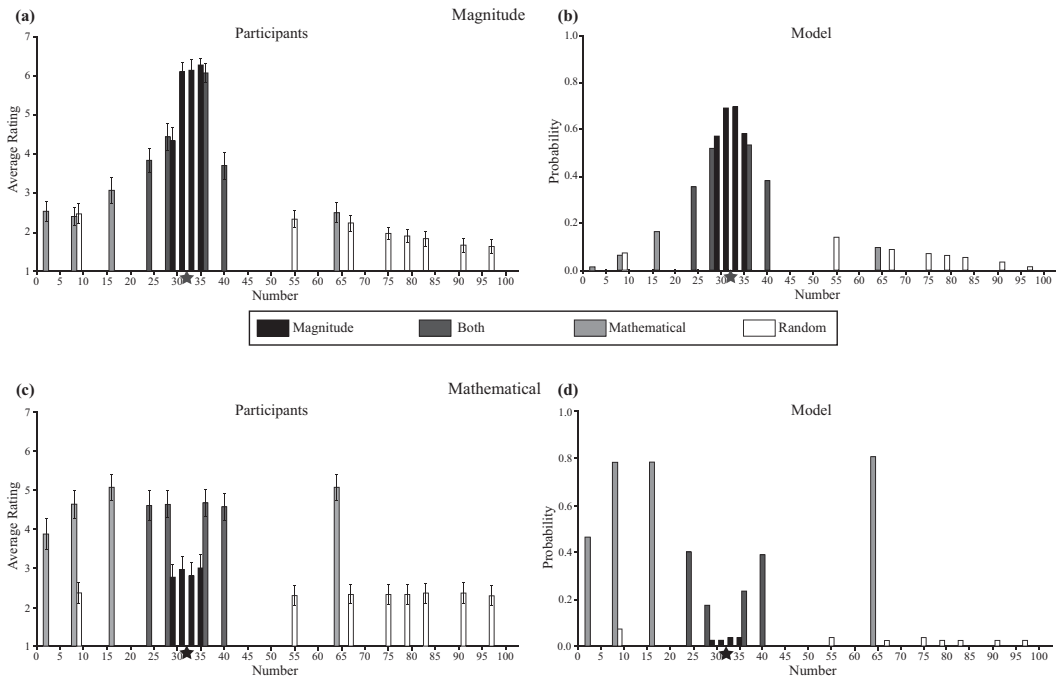 Magnitude
(a)
Participants
7
6
5
4
3
2
1
Average Rating
0 5 10 15 20 25 30 35 40 45 50 55 60 65 70 75 80 85 90 95 100
Number
(b)
Model
1.0
0.8
0.6
0.4
0.2
0.0
Probability
0 5 10 15 20 25 30 35 40 45 50 55 60 65 70 75 80 85 90 95 100
Number
Magnitude Both Mathematical Random
Mathematical
(c)
Participants
7
6
5
4
3
2
1
Average Rating
0 5 10 15 20 25 30 35 40 45 50 55 60 65 70 75 80 85 90 95 100
Number
(d)
Model
1.0
0.8
0.6
0.4
0.2
0.0
Probability
0 5 10 15 20 25 30 35 40 45 50 55 60 65 70 75 80 85 90 95 100
Number